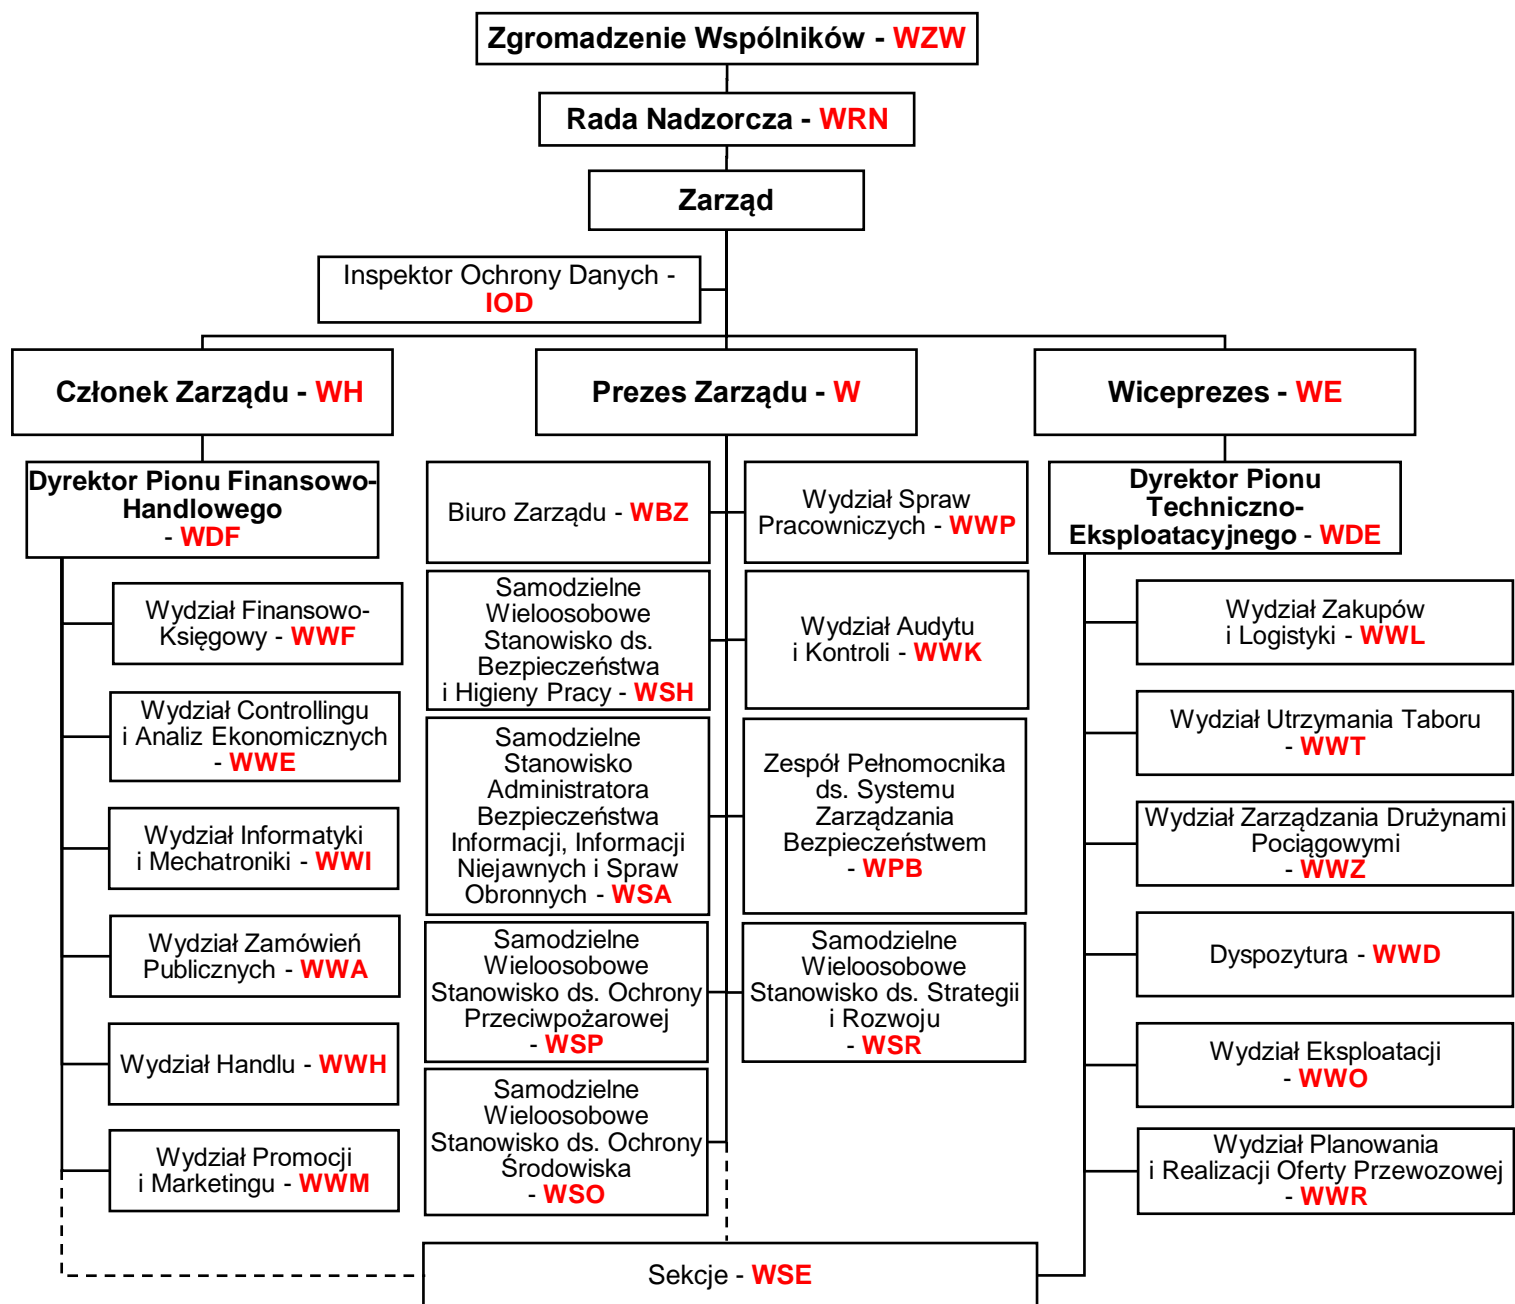 Zgromadzenie Wspólników - WZW
Rada Nadzorcza - WRN
Zarząd
Inspektor Ochrony Danych -
IOD
Członek Zarządu - WH
Prezes Zarządu - W
Wiceprezes - WE
Dyrektor Pionu Finansowo-
Handlowego
- WDF
Wydział Finansowo-
Księgowy - WWF
Wydział Controllingu
i Analiz Ekonomicznych
- WWE
Wydział Informatyki
i Mechatroniki - WWI
Wydział Zamówień
Publicznych - WWA
Wydział Handlu - WWH
Wydział Promocji
i Marketingu - WWM
Biuro Zarządu - WBZ
Samodzielne
Wieloosobowe
Stanowisko ds.
Bezpieczeństwa
i Higieny Pracy - WSH
Samodzielne
Stanowisko
Administratora
Bezpieczeństwa
Informacji, Informacji
Niejawnych i Spraw
Obronnych - WSA
Samodzielne
Wieloosobowe
Stanowisko ds. Ochrony
Przeciwpożarowej
- WSP
Samodzielne
Wieloosobowe
Stanowisko ds. Ochrony
Środowiska
- WSO
Wydział Spraw
Pracowniczych - WWP
Wydział Audytu
i Kontroli - WWK
Zespół Pełnomocnika
ds. Systemu
Zarządzania
Bezpieczeństwem
- WPB
Samodzielne
Wieloosobowe
Stanowisko ds. Strategii
i Rozwoju
- WSR
Dyrektor Pionu
Techniczno-
Eksploatacyjnego - WDE
Wydział Zakupów
i Logistyki - WWL
Wydział Utrzymania Taboru
- WWT
Wydział Zarządzania Drużynami
Pociągowymi
- WWZ
Dyspozytura - WWD
Wydział Eksploatacji
- WWO
Wydział Planowania
i Realizacji Oferty Przewozowej
- WWR
Sekcje - WSE